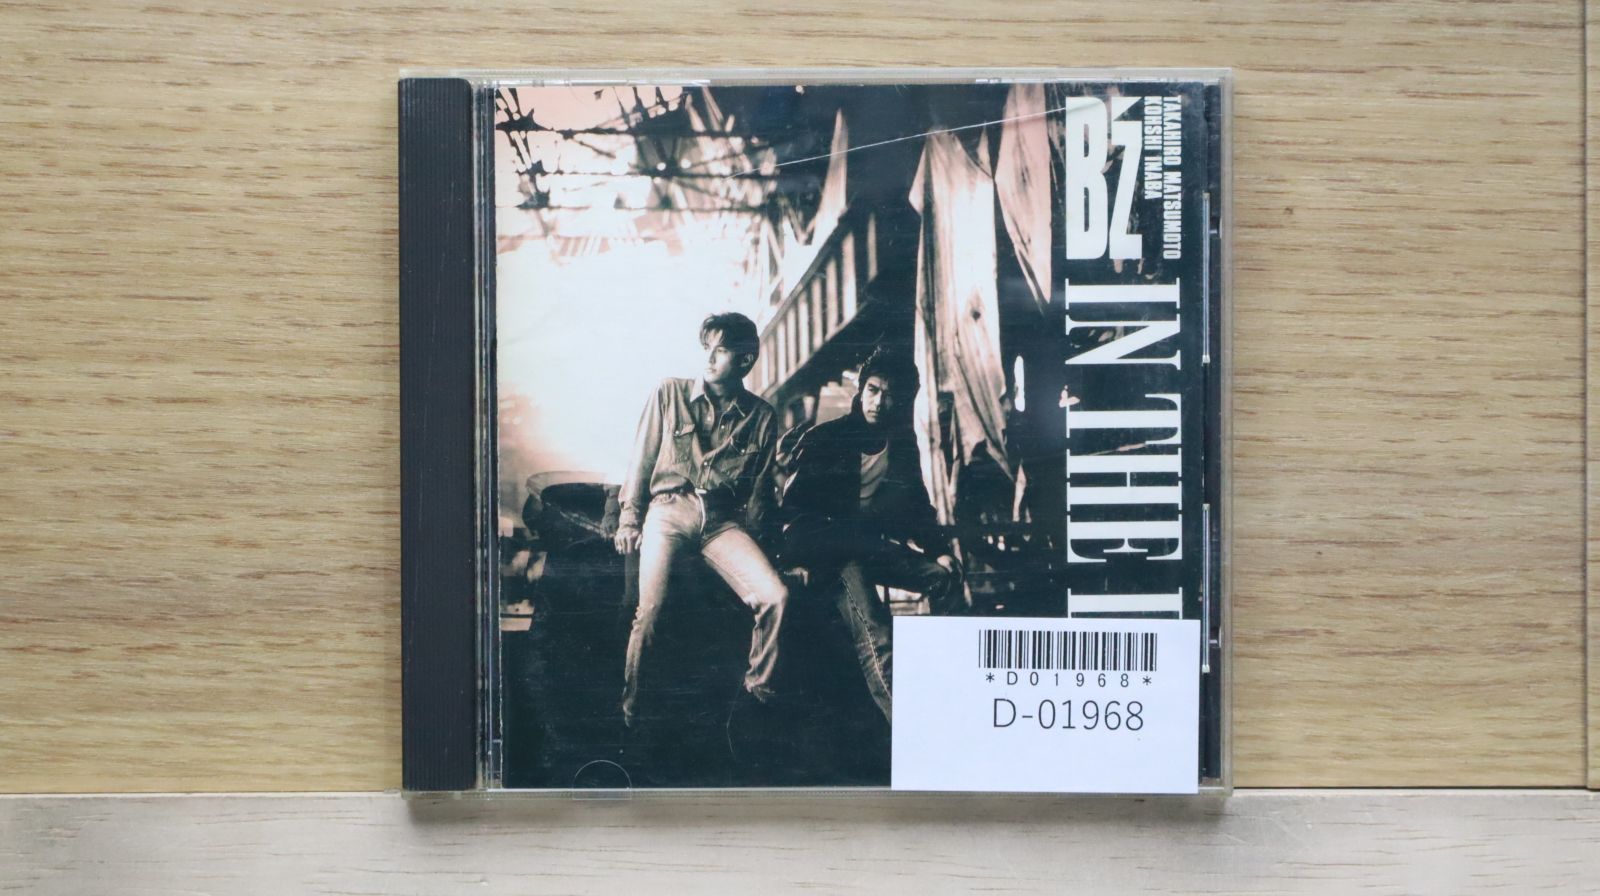 B'z
TAKAHIRO MATSUMOTO
KOHSHI INABA
IN THE
*D01968*
D-01968